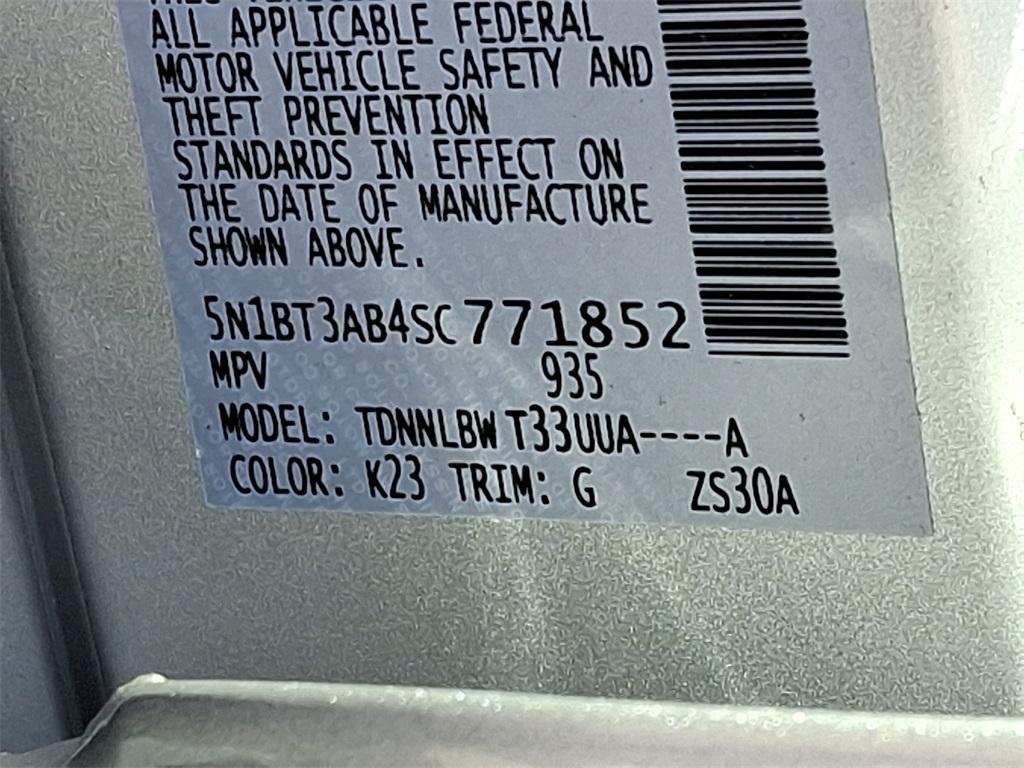 ALL APPLICABLE FEDERAL
MOTOR VEHICLE SAFETY AND
THEFT PREVENTION
STANDARDS IN EFFECT ON
THE DATE OF MANUFACTURE
SHOWN ABOVE.
5N1BT3AB4SC771852
MPV 935
MODEL: TDNNLBW T33UUA----A
COLOR: K23 TRIM: G ZS30A